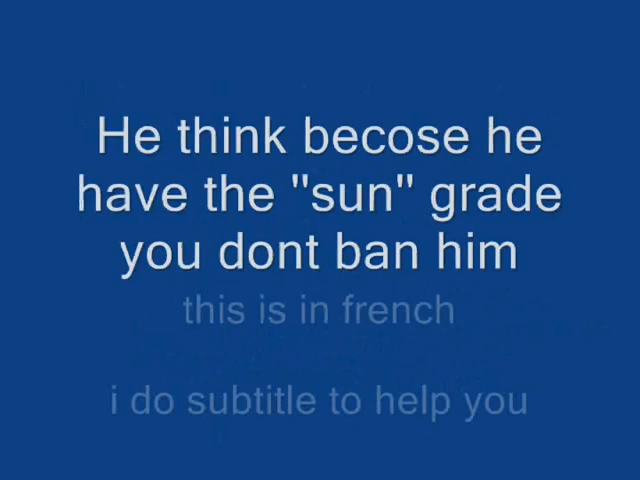 He think becose he
have the "sun" grade
you dont ban him
this is in french
i do subtitle to help you